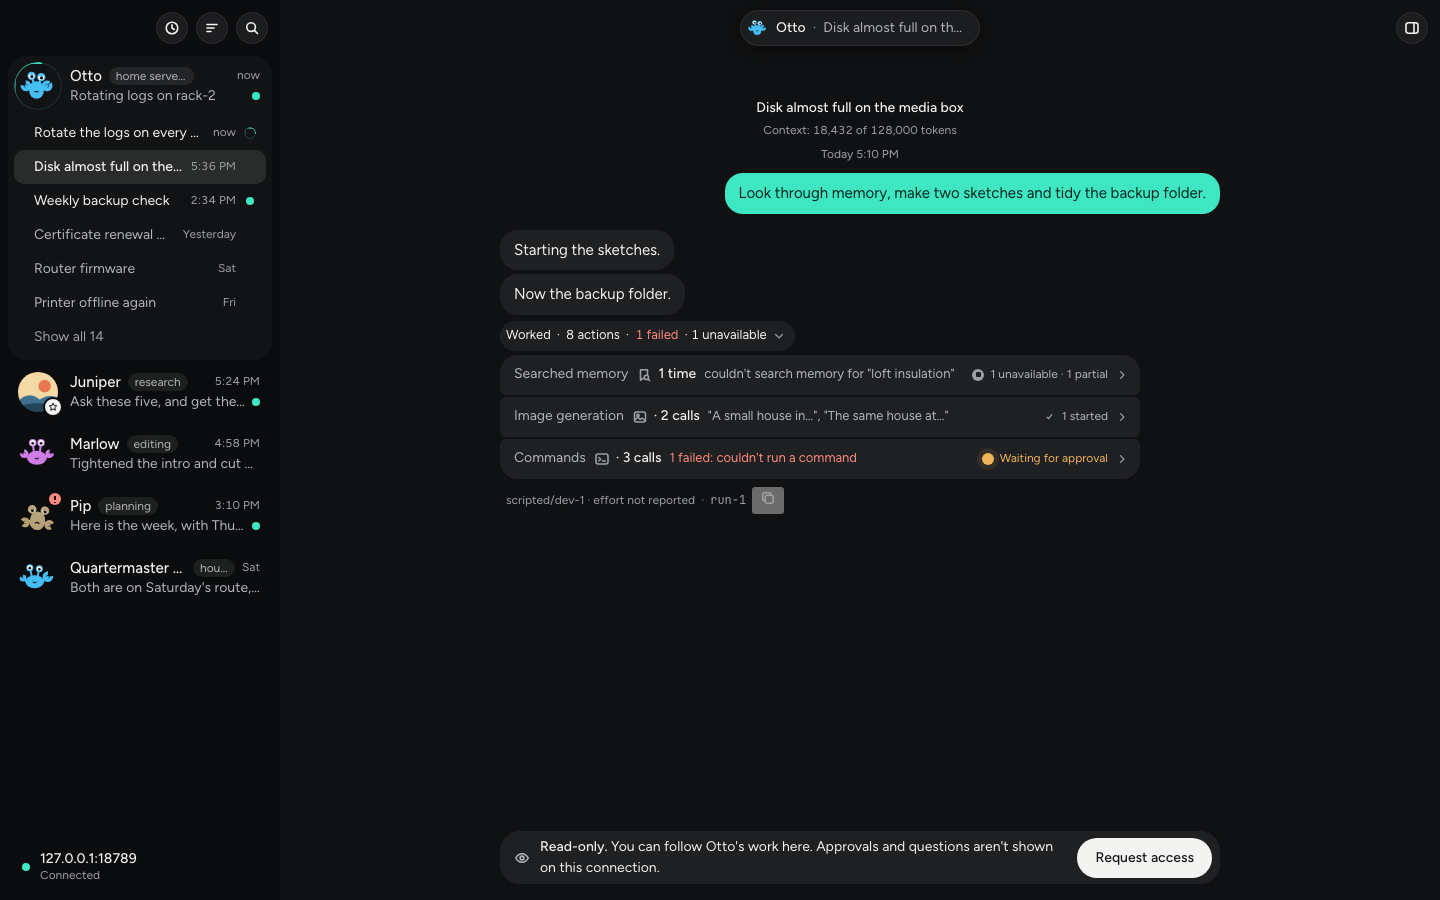 Otto · Disk almost full on th...
Otto home serve... now
Rotating logs on rack-2
Rotate the logs on every ... now
Disk almost full on the... 5:36 PM
Weekly backup check 2:34 PM
Certificate renewal ... Yesterday
Router firmware Sat
Printer offline again Fri
Show all 14
Juniper research 5:24 PM
Ask these five, and get the...
Marlow editing 4:58 PM
Tightened the intro and cut ...
Pip planning 3:10 PM
Here is the week, with Thu...
Quartermaster ... hou... Sat
Both are on Saturday's route,...
127.0.0.1:18789
Connected
Disk almost full on the media box
Context: 18,432 of 128,000 tokens
Today 5:10 PM
Look through memory, make two sketches and tidy the backup folder.
Starting the sketches.
Now the backup folder.
Worked · 8 actions · 1 failed · 1 unavailable
Searched memory 1 time couldn't search memory for "loft insulation" 1 unavailable · 1 partial
Image generation · 2 calls "A small house in...", "The same house at..." 1 started
Commands · 3 calls 1 failed: couldn't run a command Waiting for approval
scripted/dev-1 · effort not reported · run-1
Read-only. You can follow Otto's work here. Approvals and questions aren't shown
on this connection.
Request access